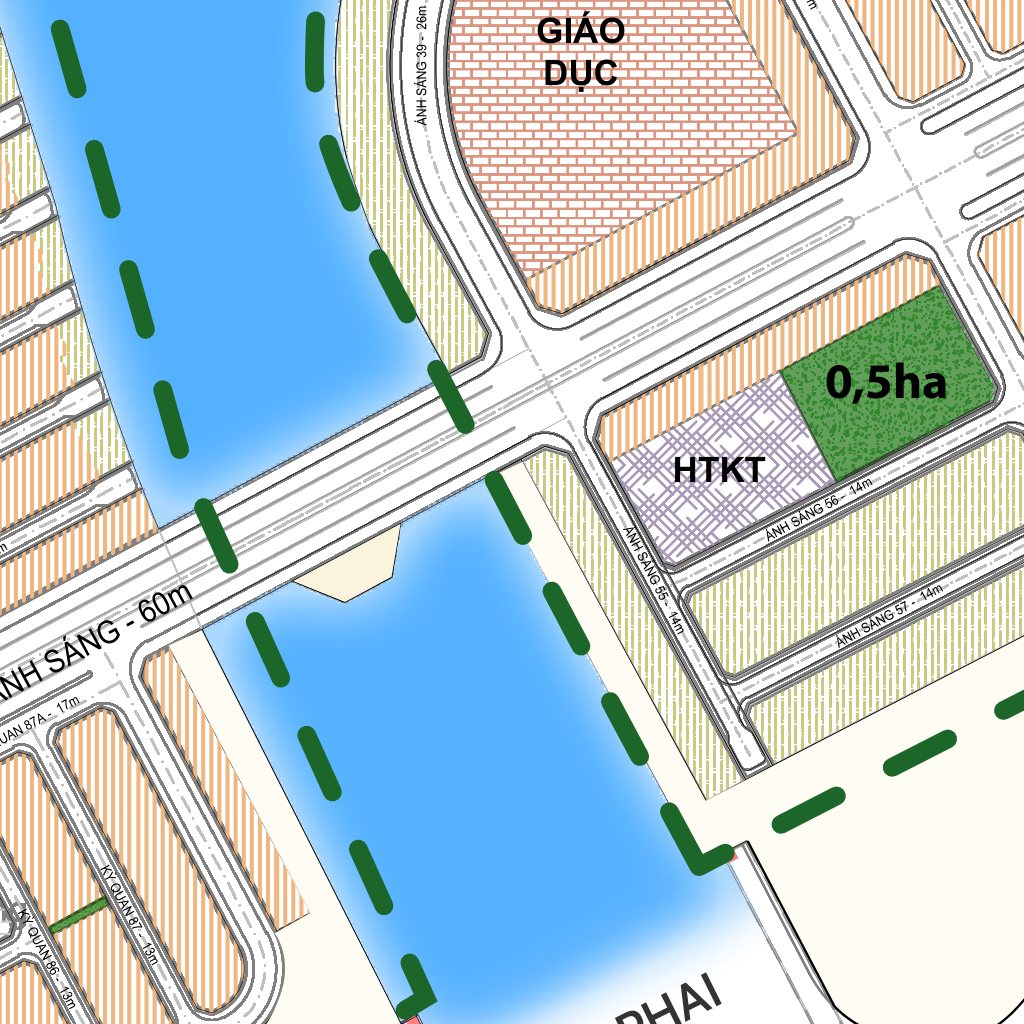 GIÁO
DỤC
ÁNH SÁNG 39 - 26m
0,5ha
HTKT
ÁNH SÁNG 56 - 14m
ÁNH SÁNG 55 - 14m
ÁNH SÁNG 57 - 14m
ÁNH SÁNG - 60m
QUAN 87A - 17m
KỲ QUAN 87 - 13m
KỲ QUAN 86 - 13m
PHAI